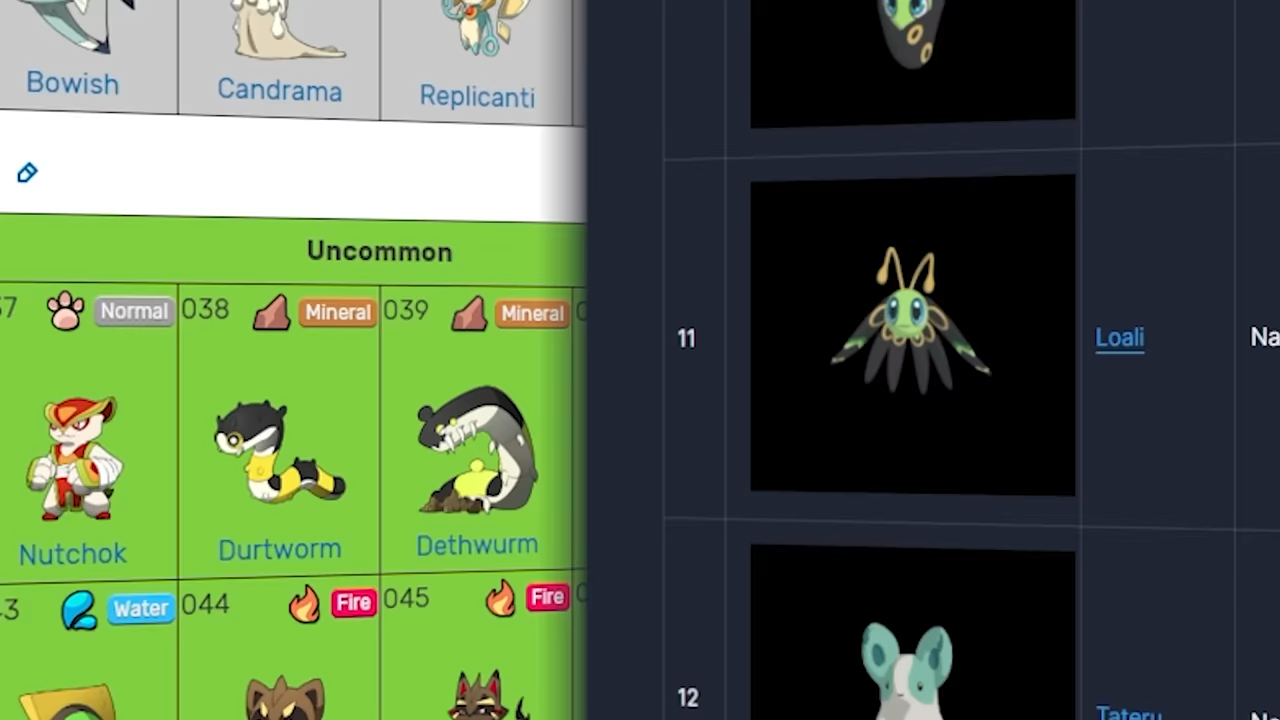 Bowish
Candrama
Replicanti
Uncommon
Normal
038
Mineral
039
Mineral
Nutchok
Durtworm
Dethwurm
Water
044
Fire
045
Fire
11
Loali
12
Tateru